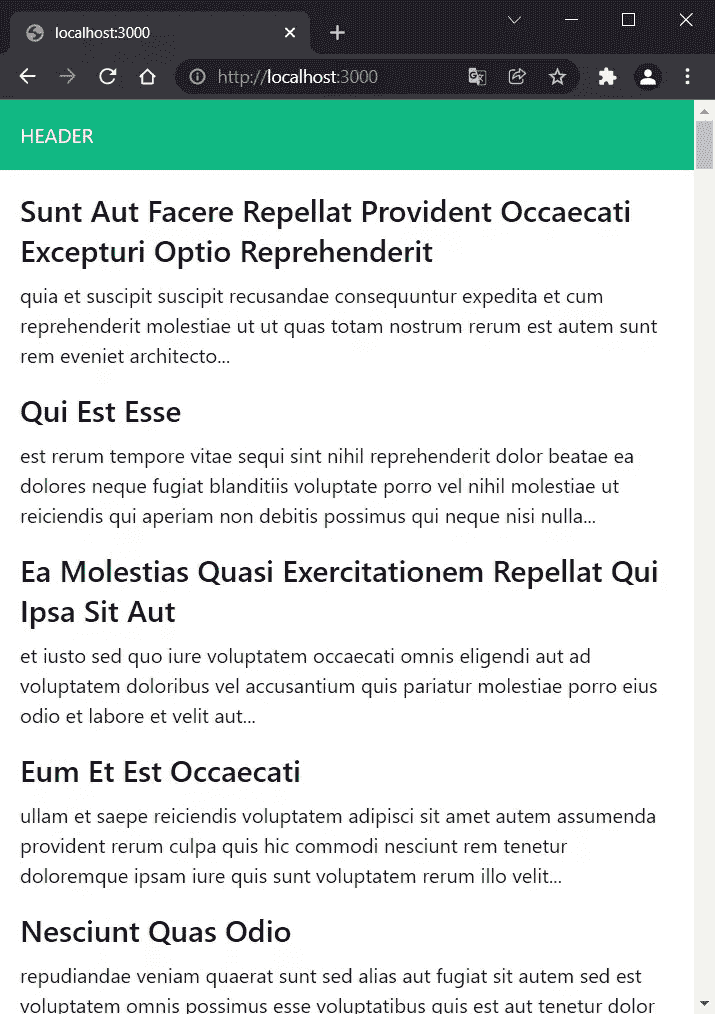 localhost:3000
http://localhost:3000
HEADER
Sunt Aut Facere Repellat Provident Occaecati
Excepturi Optio Reprehenderit
quia et suscipit suscipit recusandae consequuntur expedita et cum
reprehenderit molestiae ut ut quas totam nostrum rerum est autem sunt
rem eveniet architecto...
Qui Est Esse
est rerum tempore vitae sequi sint nihil reprehenderit dolor beatae ea
dolores neque fugiat blanditiis voluptate porro vel nihil molestiae ut
reiciendis qui aperiam non debitis possimus qui neque nisi nulla...
Ea Molestias Quasi Exercitationem Repellat Qui
Ipsa Sit Aut
et iusto sed quo iure voluptatem occaecati omnis eligendi aut ad
voluptatem doloribus vel accusantium quis pariatur molestiae porro eius
odio et labore et velit aut...
Eum Et Est Occaecati
ullam et saepe reiciendis voluptatem adipisci sit amet autem assumenda
provident rerum culpa quis hic commodi nesciunt rem tenetur
doloremque ipsam iure quis sunt voluptatem rerum illo velit...
Nesciunt Quas Odio
repudiandae veniam quaerat sunt sed alias aut fugiat sit autem sed est
voluptatem omnis possimus esse voluptatibus quis est aut tenetur dolor